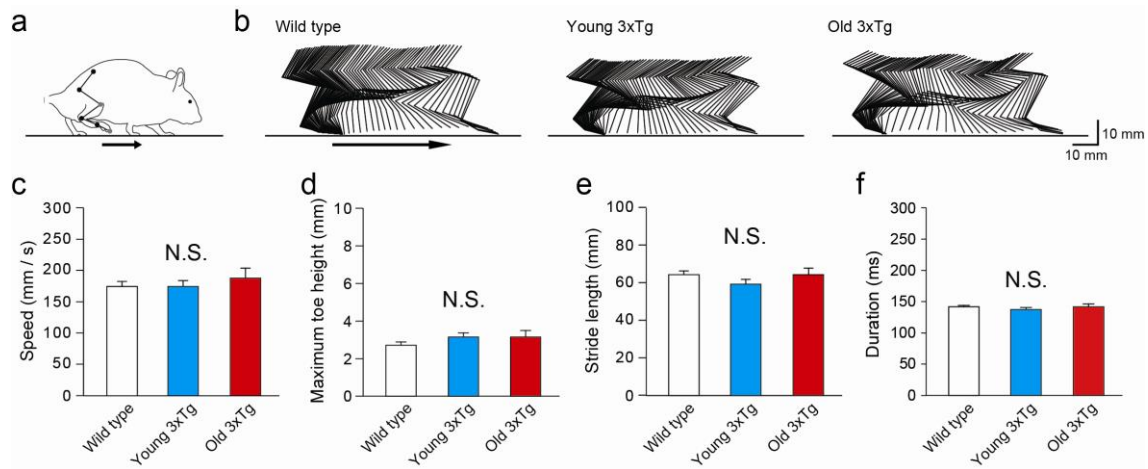 a
b
Wild type
Young 3xTg
Old 3xTg
10 mm
10 mm
c
Speed (mm / s)
300
250
200
150
100
50
0
N.S.
Wild type
Young 3xTg
Old 3xTg
d
Maximum toe height (mm)
10
8
6
4
2
0
N.S.
Wild type
Young 3xTg
Old 3xTg
e
Stride length (mm)
100
80
60
40
20
0
N.S.
Wild type
Young 3xTg
Old 3xTg
f
Duration (ms)
300
250
200
150
100
50
0
N.S.
Wild type
Young 3xTg
Old 3xTg